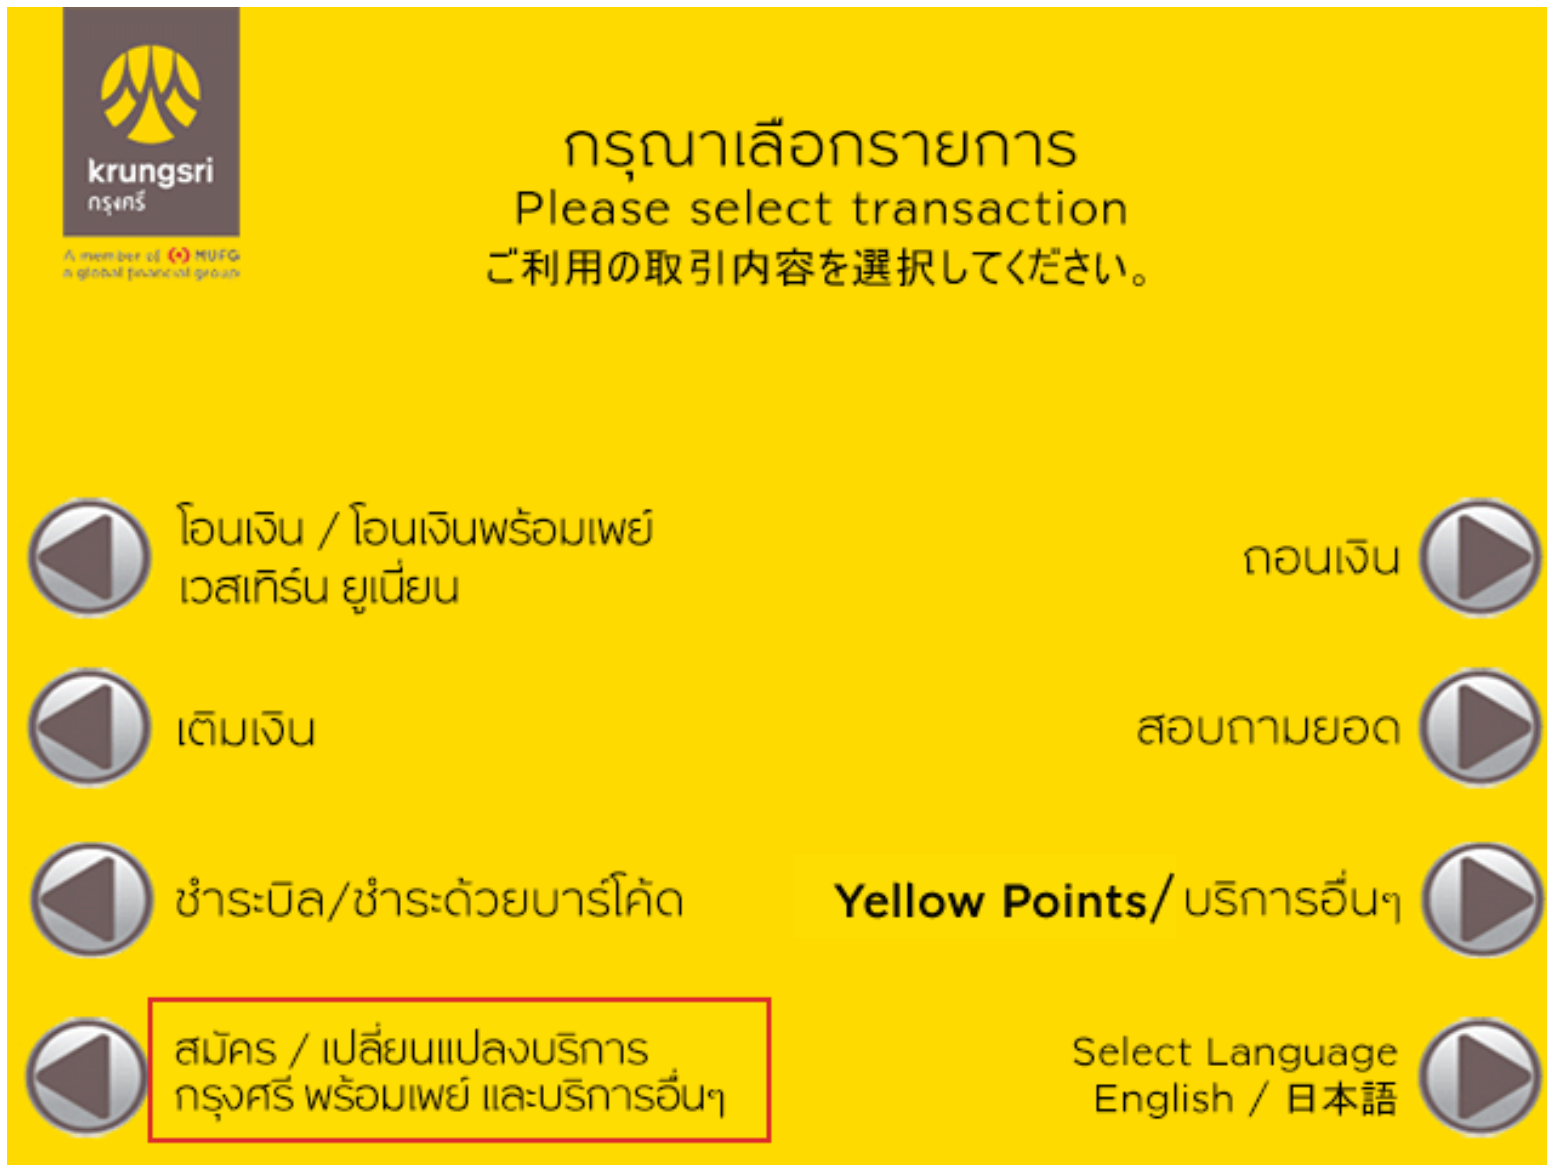 krungsri
กรุงศรี
A member of MUFG
a global financial group
กรุณาเลือกรายการ
Please select transaction
ご利用の取引内容を選択してください。
โอนเงิน / โอนเงินพร้อมเพย์
เวสเทิร์น ยูเนี่ยน
ถอนเงิน
เติมเงิน
สอบถามยอด
ชำระบิล/ชำระด้วยบาร์โค้ด
Yellow Points/บริการอื่นๆ
สมัคร / เปลี่ยนแปลงบริการ
กรุงศรี พร้อมเพย์ และบริการอื่นๆ
Select Language
English / 日本語